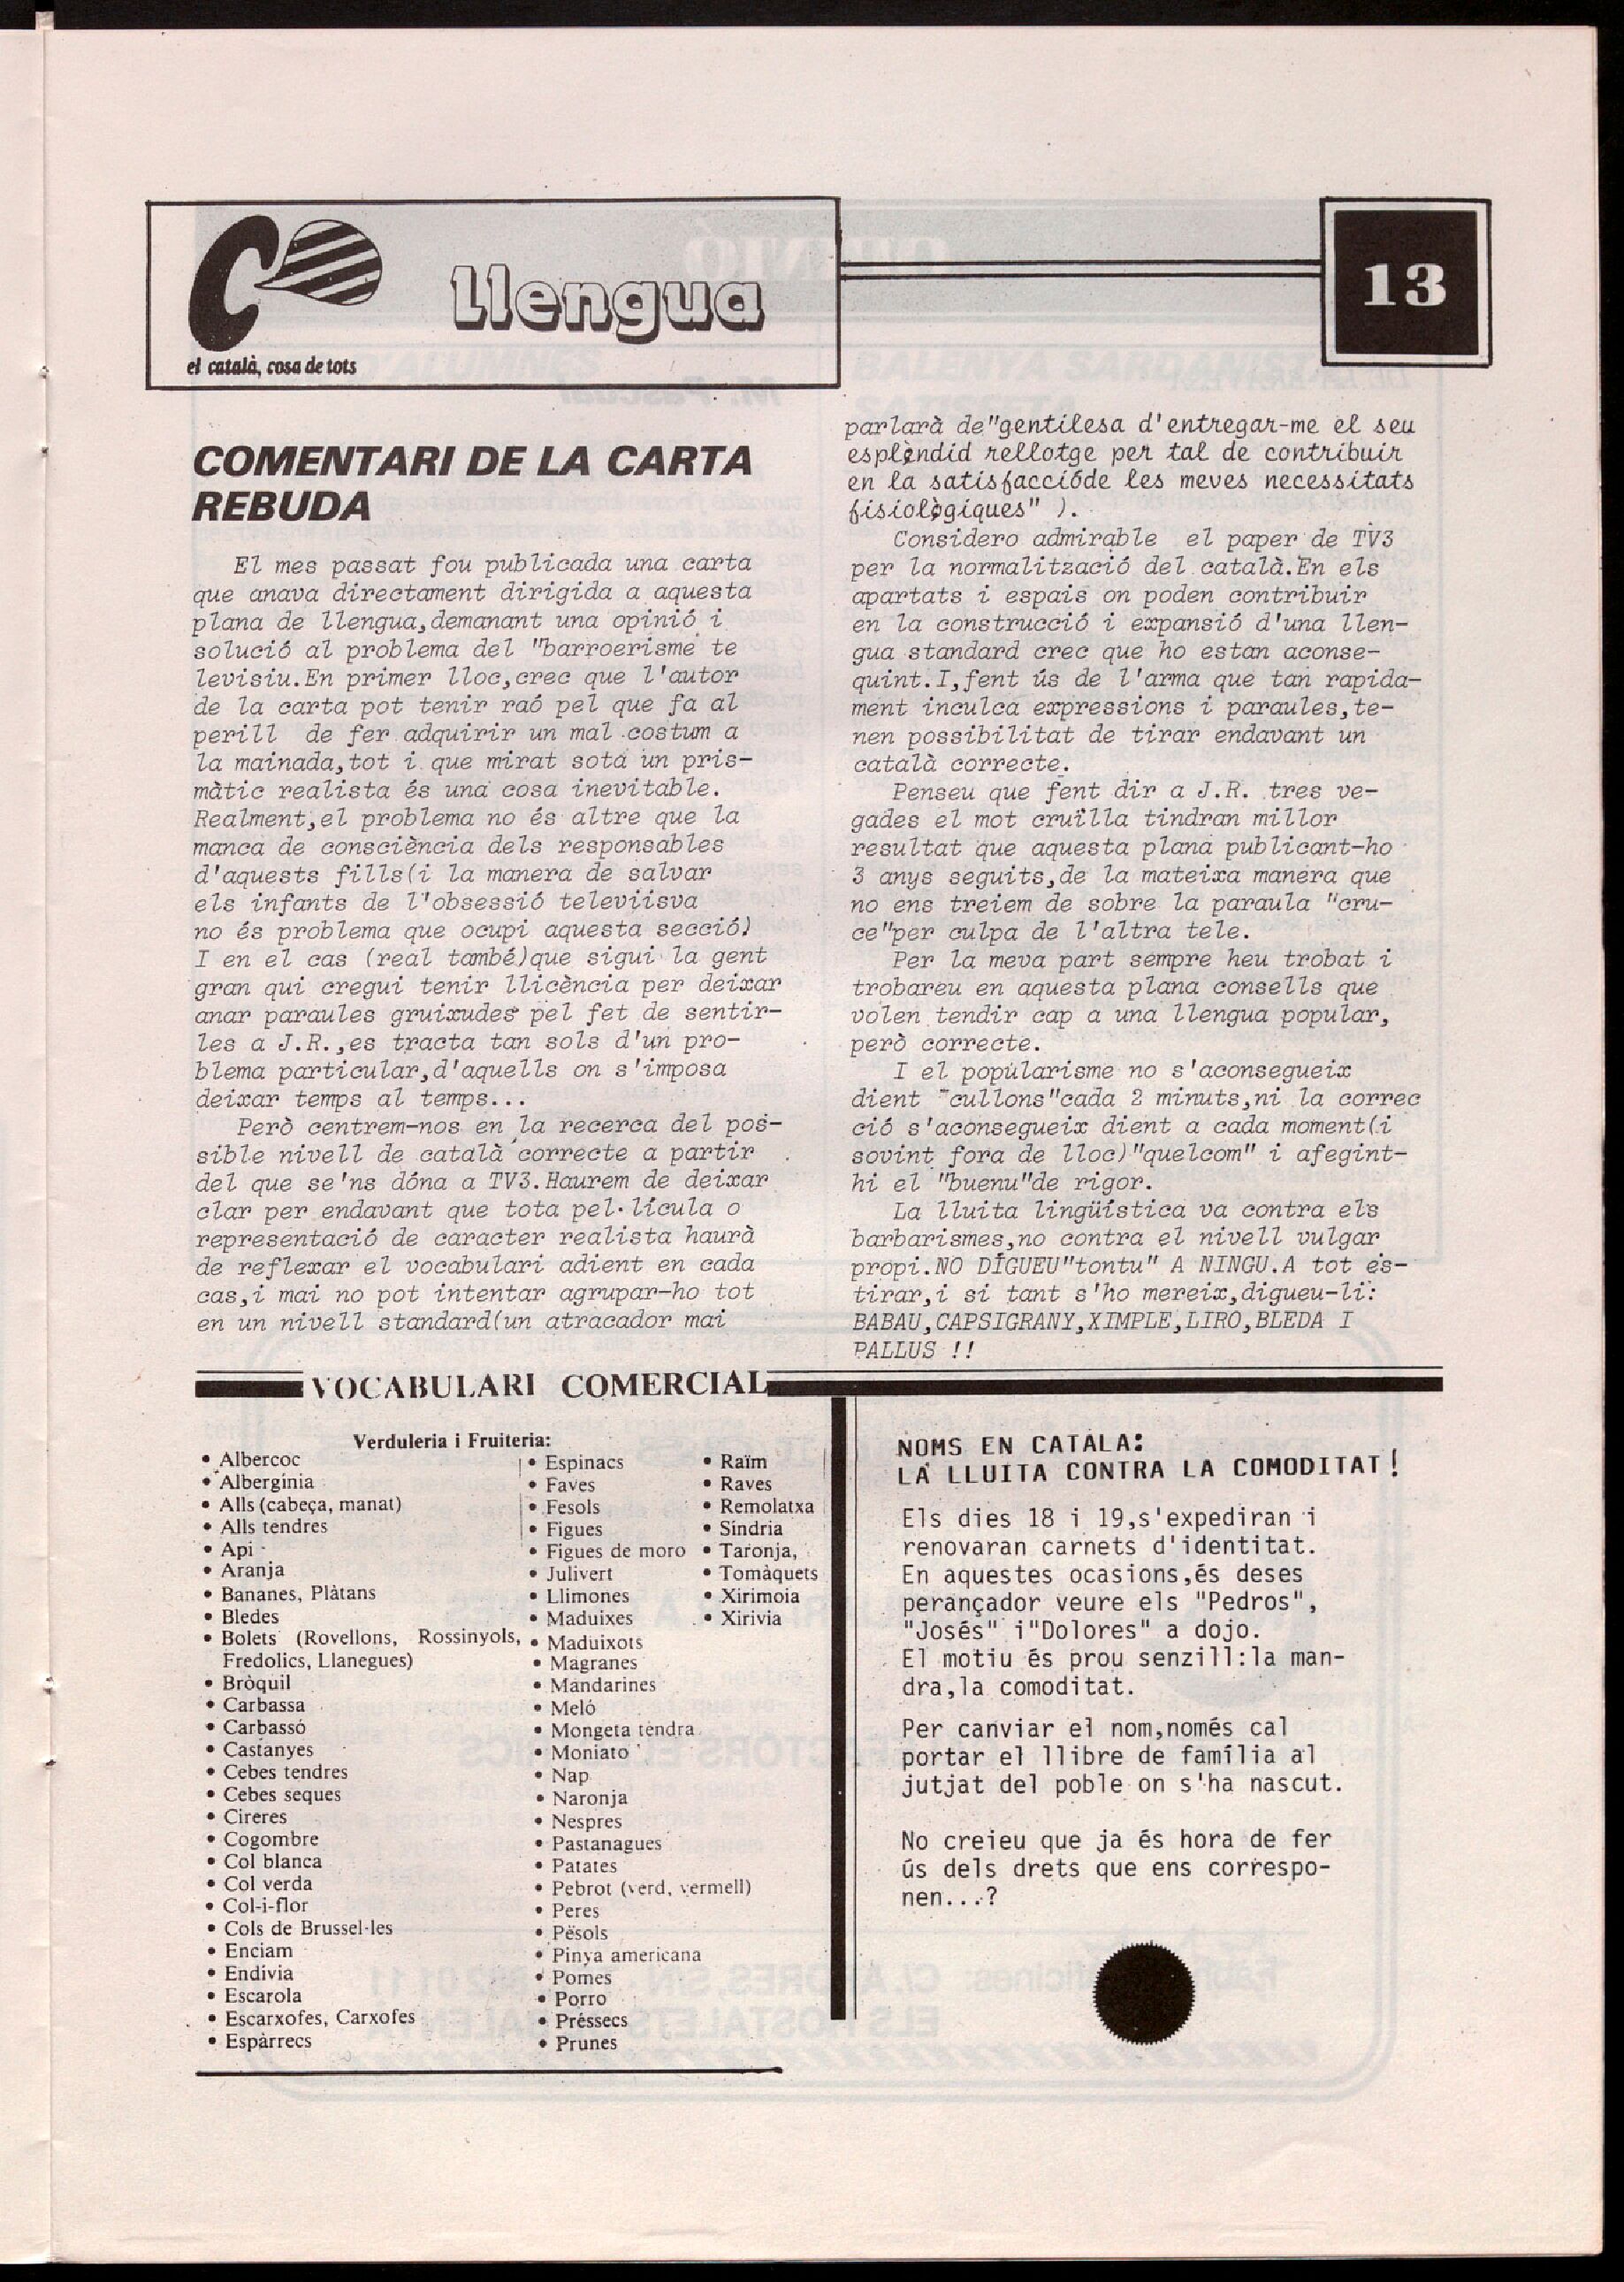 Llengua
el català, cosa de tots
13
COMENTARI DE LA CARTA
REBUDA
El mes passat fou publicada una carta
que anava directament dirigida a aquesta
plana de llengua,demanant una opinió i
solució al problema del "barroerisme te
levisiu.En primer lloc,crec que l'autor
de la carta pot tenir raó pel que fa al
perill de fer adquirir un mal costum a
la mainada,tot i que mirat sota un pris-
màtic realista és una cosa inevitable.
Realment,el problema no és altre que la
manca de consciència dels responsables
d'aquests fills(i la manera de salvar
els infants de l'obsessió televiisva
no és problema que ocupi aquesta secció)
I en el cas (real també)que sigui la gent
gran qui cregui tenir llicència per deixar
anar paraules gruixudes pel fet de sentir-
les a J.R.,es tracta tan sols d'un pro-
blema particular,d'aquells on s'imposa
deixar temps al temps...
Però centrem-nos en la recerca del pos-
sible nivell de català correcte a partir
del que se'ns dóna a TV3.Haurem de deixar
clar per endavant que tota pel·lícula o
representació de caracter realista haurà
de reflexar el vocabulari adient en cada
cas,i mai no pot intentar agrupar-ho tot
en un nivell standard(un atracador mai
parlarà de"gentilesa d'entregar-me el seu
esplèndid rellotge per tal de contribuir
en la satisfaccióde les meves necessitats
fisiològiques" ).
Considero admirable el paper de TV3
per la normalització del català.En els
apartats i espais on poden contribuir
en la construcció i expansió d'una llen-
gua standard crec que ho estan aconse-
quint.I,fent ús de l'arma que tan rapida-
ment inculca expressions i paraules,te-
nen possibilitat de tirar endavant un
català correcte.
Penseu que fent dir a J.R. tres ve-
gades el mot cruïlla tindran millor
resultat que aquesta plana publicant-ho
3 anys seguits,de la mateixa manera que
no ens treiem de sobre la paraula "cru-
ce"per culpa de l'altra tele.
Per la meva part sempre heu trobat i
trobareu en aquesta plana consells que
volen tendir cap a una llengua popular,
però correcte.
I el popularisme no s'aconsegueix
dient "cullons"cada 2 minuts,ni la correc
ció s'aconsegueix dient a cada moment(i
sovint fora de lloc)"quelcom" i afegint-
hi el "buenu"de rigor.
La lluita lingüística va contra els
barbarismes,no contra el nivell vulgar
propi.NO DIGUEU"tontu" A NINGU.A tot es-
tirar,i si tant s'ho mereix,digueu-li:
BABAU,CAPSIGRANY,XIMPLE,LIRO,BLEDA I
PALLUS !!
VOCABULARI COMERCIAL
Verduleria i Fruiteria:
• Albercoc
• Albergínia
• Alls (cabeça, manat)
• Alls tendres
• Api
• Aranja
• Bananes, Plàtans
• Bledes
• Bolets (Rovellons, Rossinyols,
Fredolics, Llanegues)
• Bròquil
• Carbassa
• Carbassó
• Castanyes
• Cebes tendres
• Cebes seques
• Cireres
• Cogombre
• Col blanca
• Col verda
• Col-i-flor
• Cols de Brussel·les
• Enciam
• Endívia
• Escarola
• Escarxofes, Carxofes
• Espàrrecs
• Espinacs
• Faves
• Fesols
• Figues
• Figues de moro
• Julivert
• Llimones
• Maduixes
• Maduixots
• Magranes
• Mandarines
• Meló
• Mongeta tendra
• Moniato
• Nap
• Naronja
• Nespres
• Pastanagues
• Patates
• Pebrot (verd, vermell)
• Peres
• Pèsols
• Pinya americana
• Pomes
• Porro
• Préssecs
• Prunes
• Raïm
• Raves
• Remolatxa
• Síndria
• Taronja,
• Tomàquets
• Xirimoia
• Xirivia
NOMS EN CATALA:
LA LLUITA CONTRA LA COMODITAT!
Els dies 18 i 19,s'expediran i
renovaran carnets d'identitat.
En aquestes ocasions,és deses
perançador veure els "Pedros",
"Josés" i"Dolores" a dojo.
El motiu és prou senzill:la man-
dra,la comoditat.
Per canviar el nom,només cal
portar el llibre de família al
jutjat del poble on s'ha nascut.
No creieu que ja és hora de fer
ús dels drets que ens correspo-
nen...?